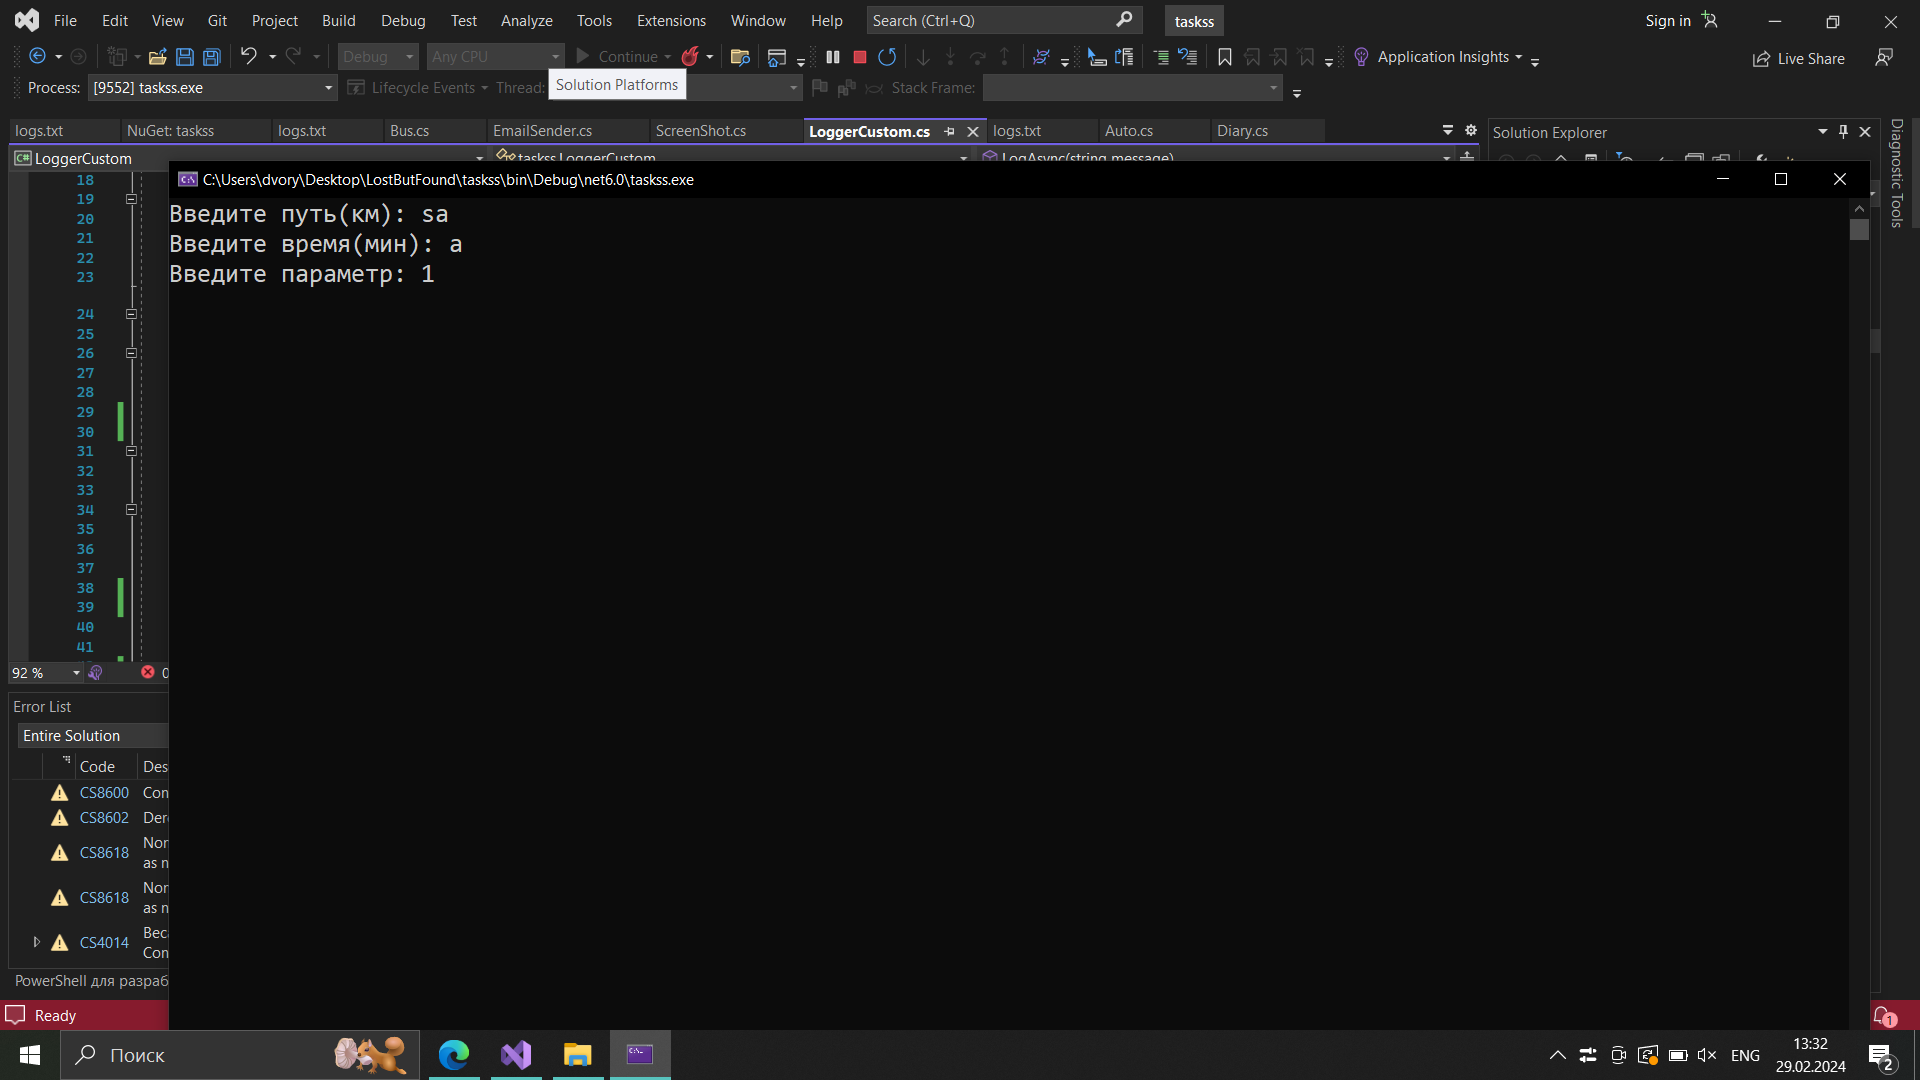 File Edit View Git Project Build Debug Test Analyze Tools Extensions Window Help Search (Ctrl+Q) taskss Sign in
Debug Any CPU Continue Application Insights Live Share
Process: [9552] taskss.exe Lifecycle Events Thread: Solution Platforms Stack Frame:
logs.txt NuGet: taskss logs.txt Bus.cs EmailSender.cs ScreenShot.cs LoggerCustom.cs logs.txt Auto.cs Diary.cs Solution Explorer
LoggerCustom taskss.LoggerCustom LogAsync(string message)
Diagnostic Tools
C:\Users\dvory\Desktop\LostButFound\taskss\bin\Debug\net6.0\taskss.exe
Введите путь(км): sa
Введите время(мин): a
Введите параметр: 1
18
19
20
21
22
23
24
25
26
27
28
29
30
31
32
33
34
35
36
37
38
39
40
41
92 % 0
Error List
Entire Solution
Code Des
CS8600 Con
CS8602 Der
CS8618 Nor
as n
CS8618 Nor
as n
CS4014 Beca
Con
PowerShell для разраб
Ready 1
Поиск ENG 13:32
29.02.2024 2